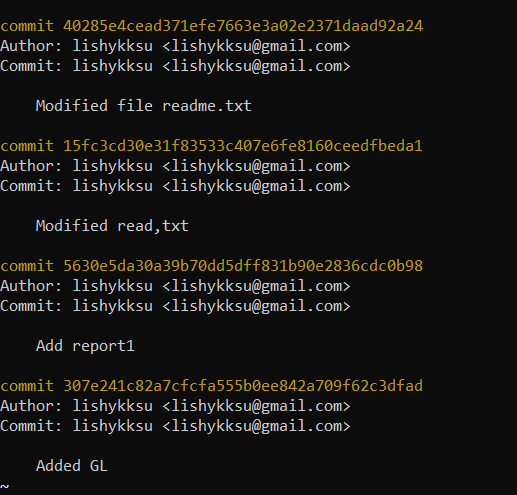 commit 40285e4cead371efe7663e3a02e2371daad92a24
Author: lishykksu <lishykksu@gmail.com>
Commit: lishykksu <lishykksu@gmail.com>
Modified file readme.txt
commit 15fc3cd30e31f83533c407e6fe8160ceedfbeda1
Author: lishykksu <lishykksu@gmail.com>
Commit: lishykksu <lishykksu@gmail.com>
Modified read,txt
commit 5630e5da30a39b70dd5dff831b90e2836cdc0b98
Author: lishykksu <lishykksu@gmail.com>
Commit: lishykksu <lishykksu@gmail.com>
Add report1
commit 307e241c82a7cfcfa555b0ee842a709f62c3dfad
Author: lishykksu <lishykksu@gmail.com>
Commit: lishykksu <lishykksu@gmail.com>
Added GL
~